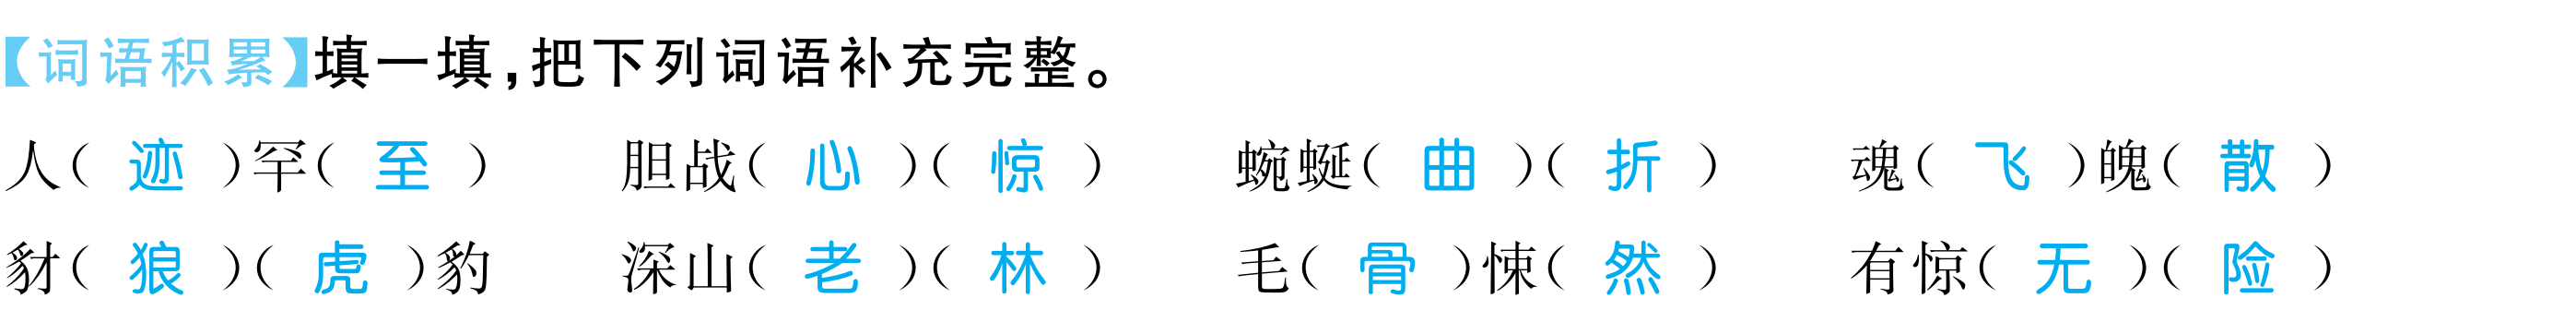 【词语积累】填一填,把下列词语补充完整。
人( 迹 )罕( 至 ) 胆战( 心 )( 惊 ) 蜿蜒( 曲 )( 折 ) 魂( 飞 )魄( 散 )
豺( 狼 )( 虎 )豹 深山( 老 )( 林 ) 毛( 骨 )悚( 然 ) 有惊( 无 )( 险 )